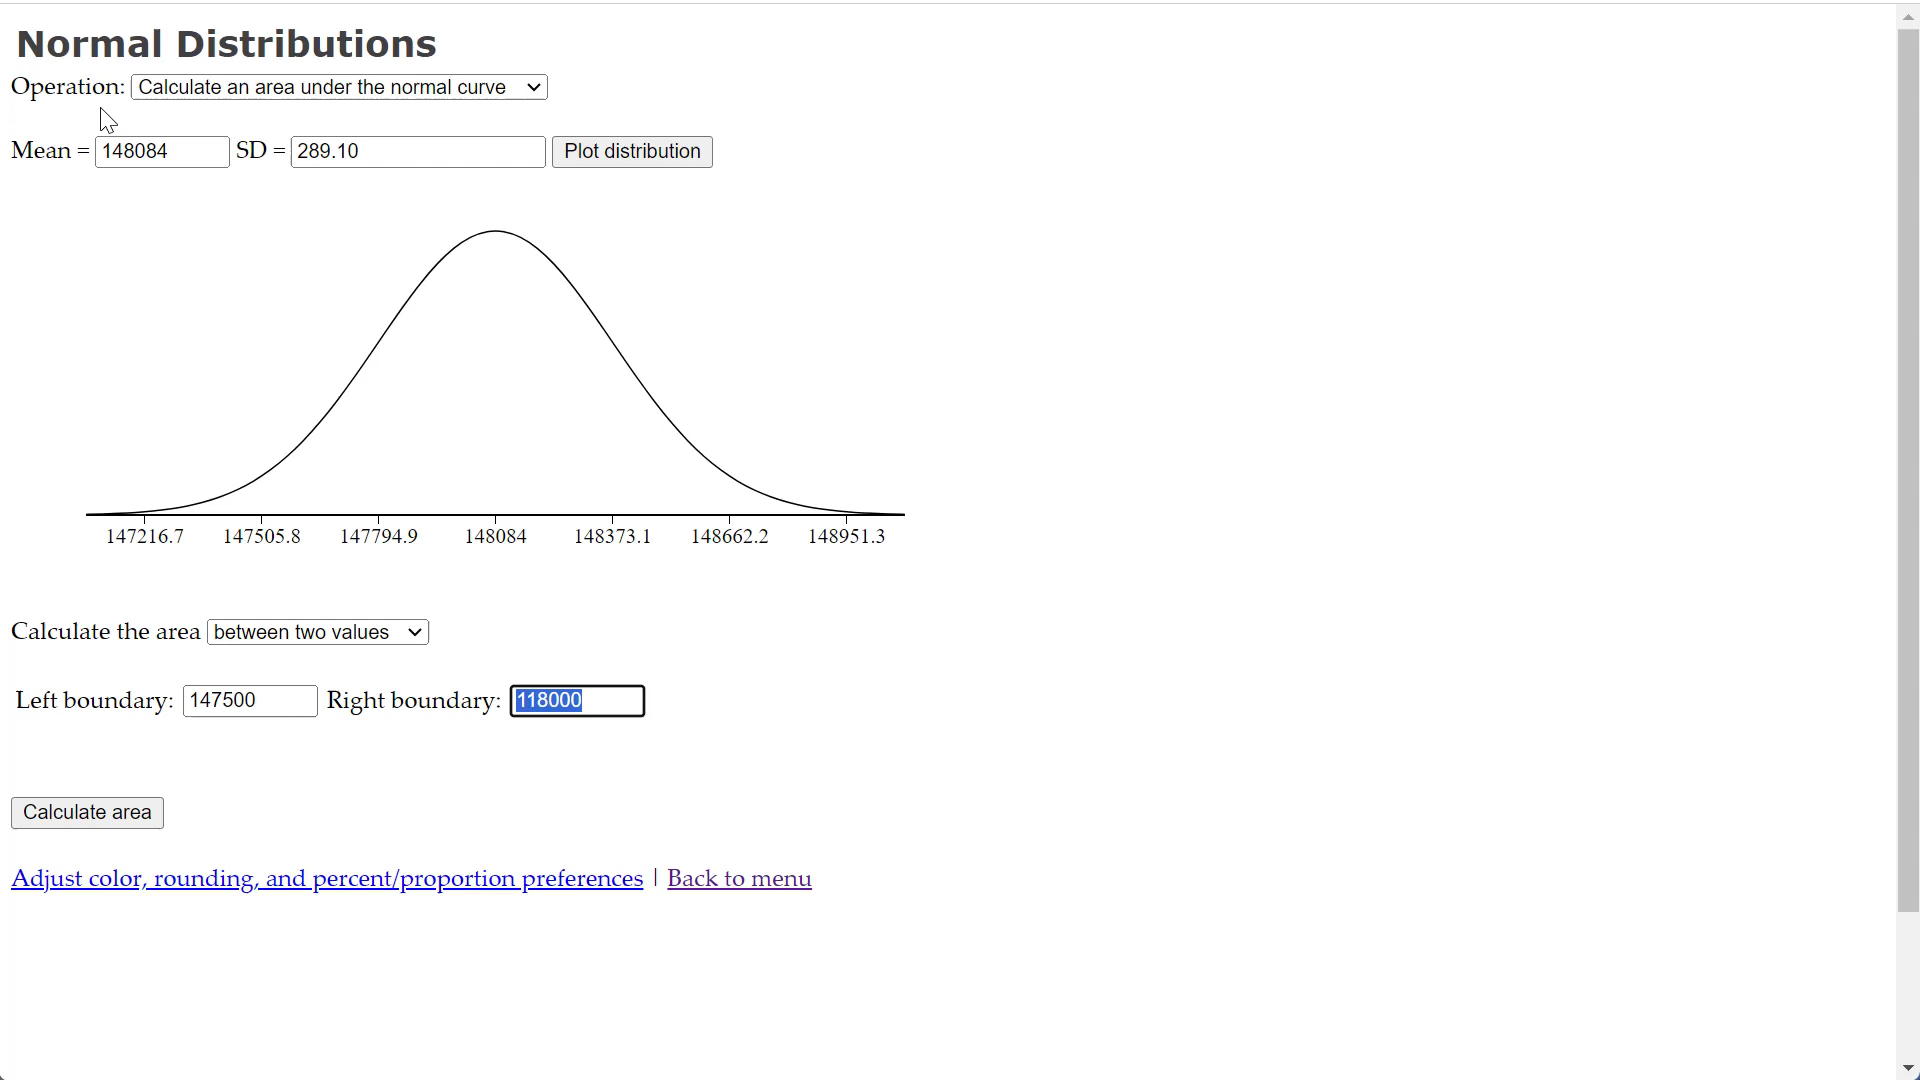 Normal Distributions
Operation: Calculate an area under the normal curve
Mean = 148084 SD = 289.10 Plot distribution
147216.7 147505.8 147794.9 148084 148373.1 148662.2 148951.3
Calculate the area between two values
Left boundary: 147500 Right boundary: 118000
Calculate area
Adjust color, rounding, and percent/proportion preferences | Back to menu